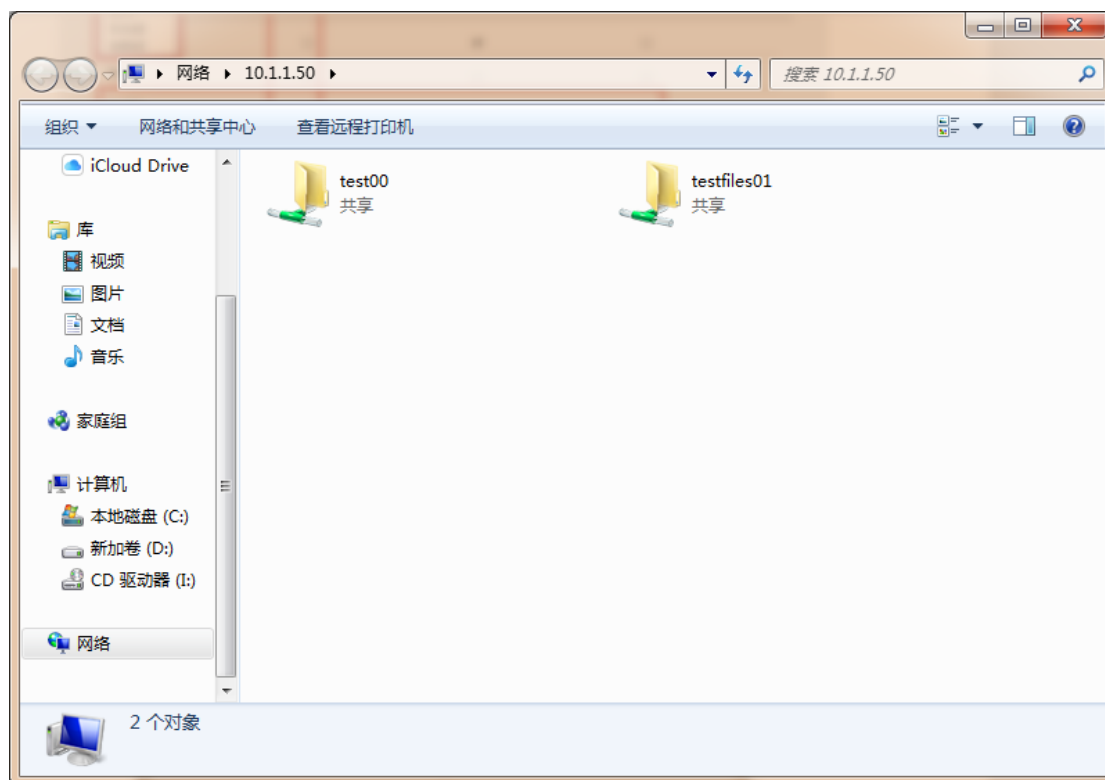 网络 10.1.1.50
搜索 10.1.1.50
组织 网络和共享中心 查看远程打印机
iCloud Drive
库
视频
图片
文档
音乐
家庭组
计算机
本地磁盘 (C:)
新加卷 (D:)
CD 驱动器 (I:)
网络
test00
共享
testfiles01
共享
2 个对象